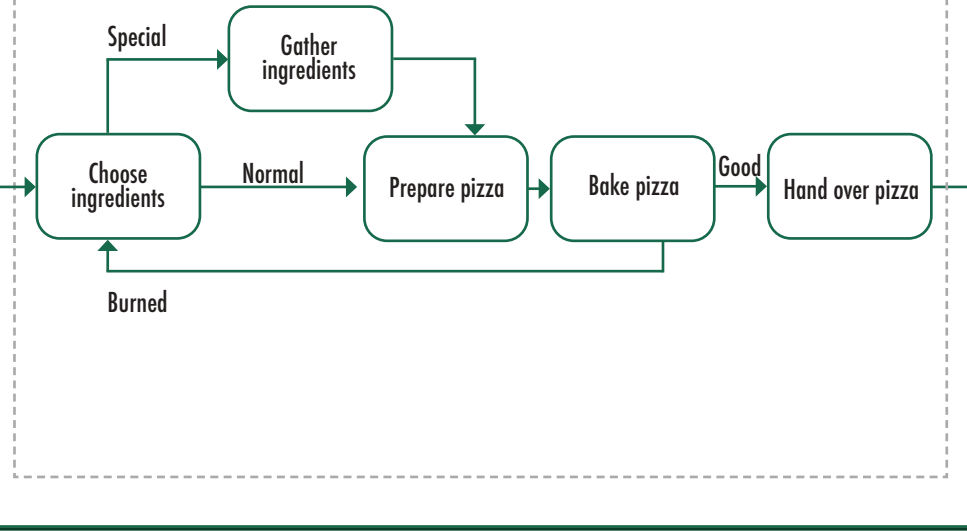 Special
Gather
ingredients
Choose
ingredients
Normal
Prepare pizza
Bake pizza
Good
Hand over pizza
Burned